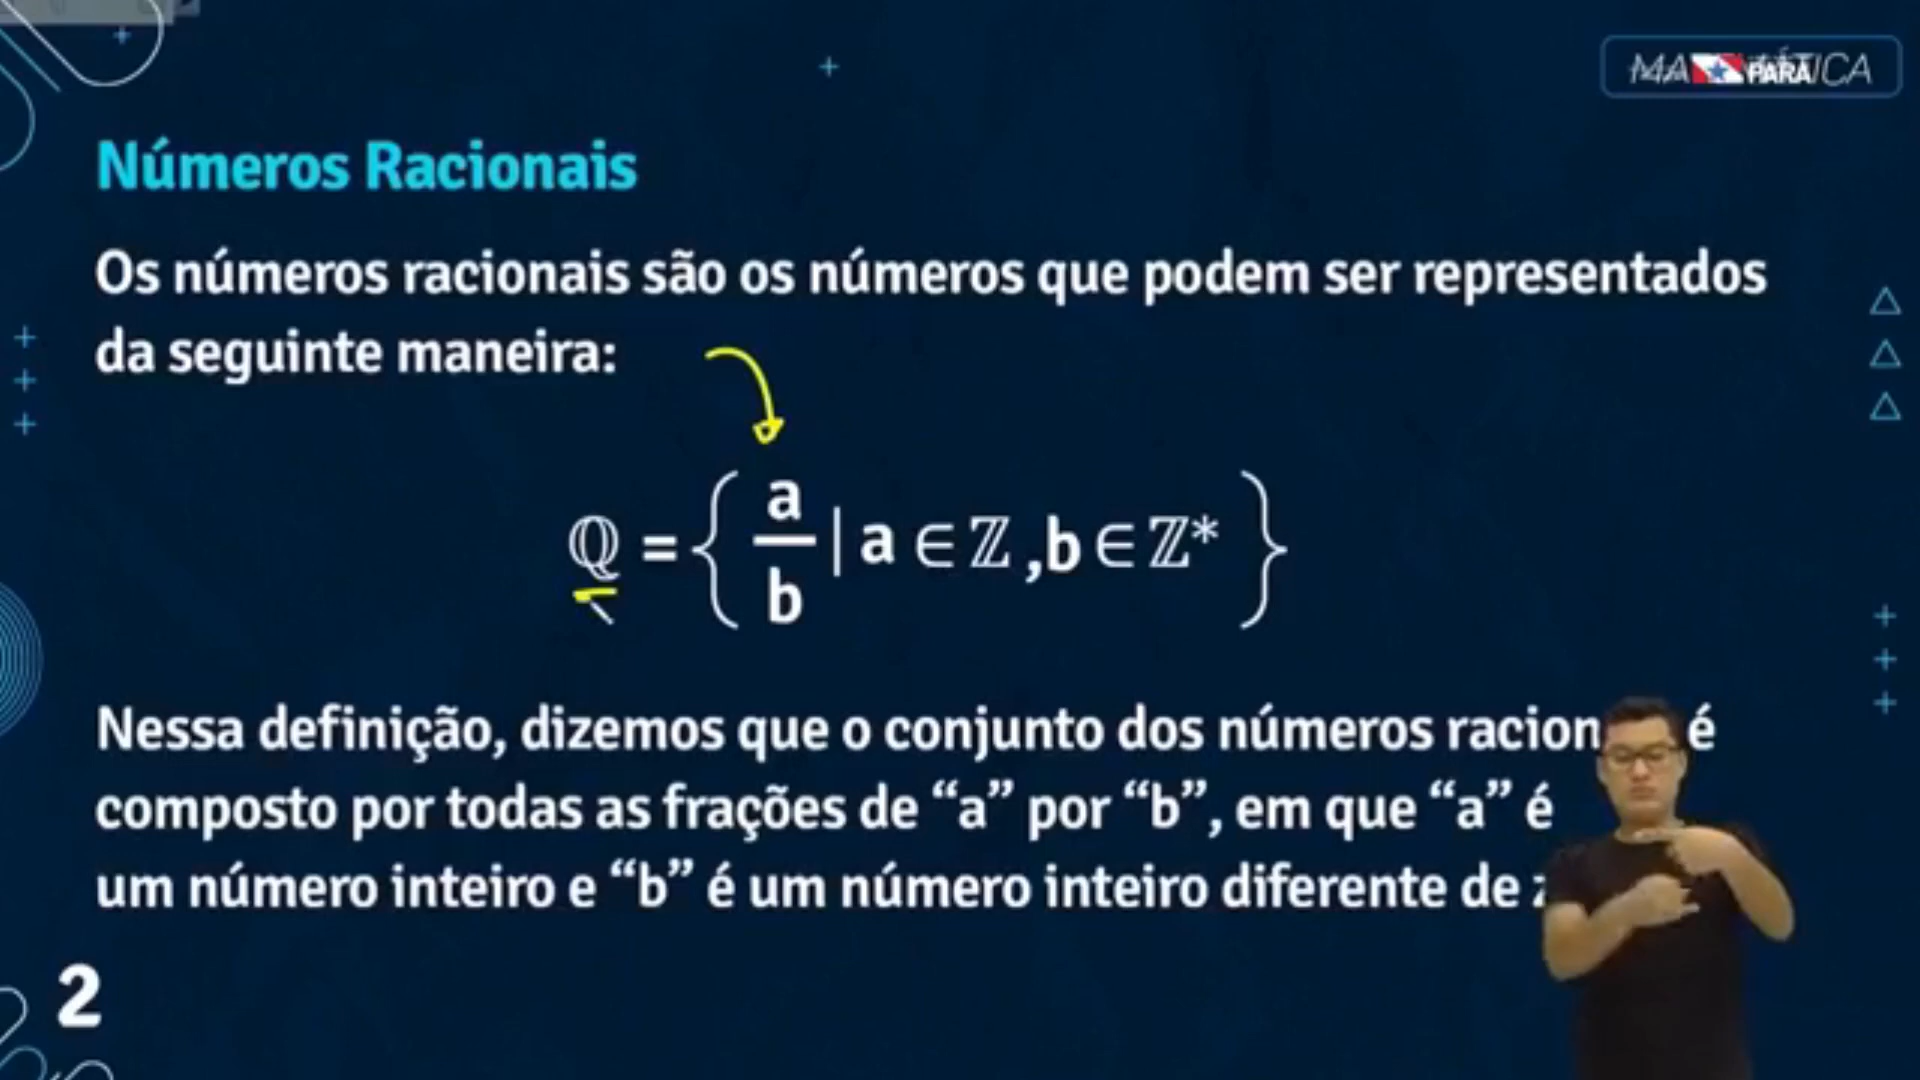 PARÁ
Números Racionais
Os números racionais são os números que podem ser representados
da seguinte maneira:
ℚ = { a/b | a ∈ ℤ, b ∈ ℤ* }
Nessa definição, dizemos que o conjunto dos números é
composto por todas as frações de “a” por “b”, em que “a” é
um número inteiro e “b” é um número inteiro diferente de
2